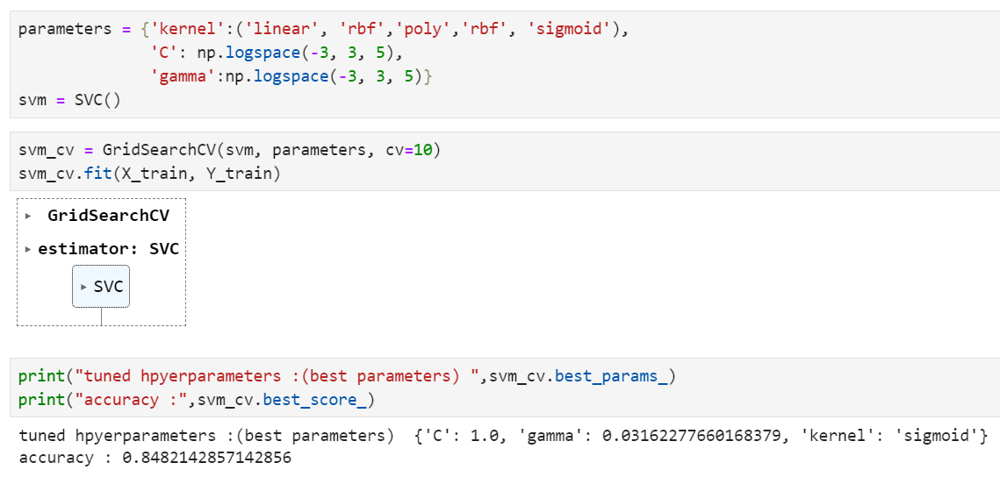 parameters = {'kernel':('linear', 'rbf','poly','rbf', 'sigmoid'),
              'C': np.logspace(-3, 3, 5),
              'gamma':np.logspace(-3, 3, 5)}
svm = SVC()
svm_cv = GridSearchCV(svm, parameters, cv=10)
svm_cv.fit(X_train, Y_train)
▸ GridSearchCV
▸ estimator: SVC
▸ SVC
print("tuned hpyerparameters :(best parameters) ",svm_cv.best_params_)
print("accuracy :",svm_cv.best_score_)
tuned hpyerparameters :(best parameters)  {'C': 1.0, 'gamma': 0.03162277660168379, 'kernel': 'sigmoid'}
accuracy : 0.8482142857142856